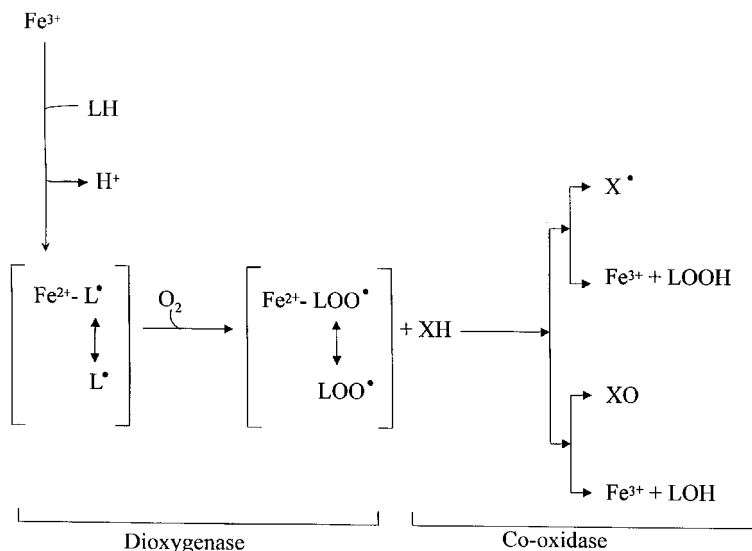 Fe³⁺
LH
H⁺
X•
Fe²⁺- L•
O₂
Fe²⁺- LOO•
+ XH
Fe³⁺ + LOOH
L•
LOO•
XO
Fe³⁺ + LOH
Dioxygenase
Co-oxidase